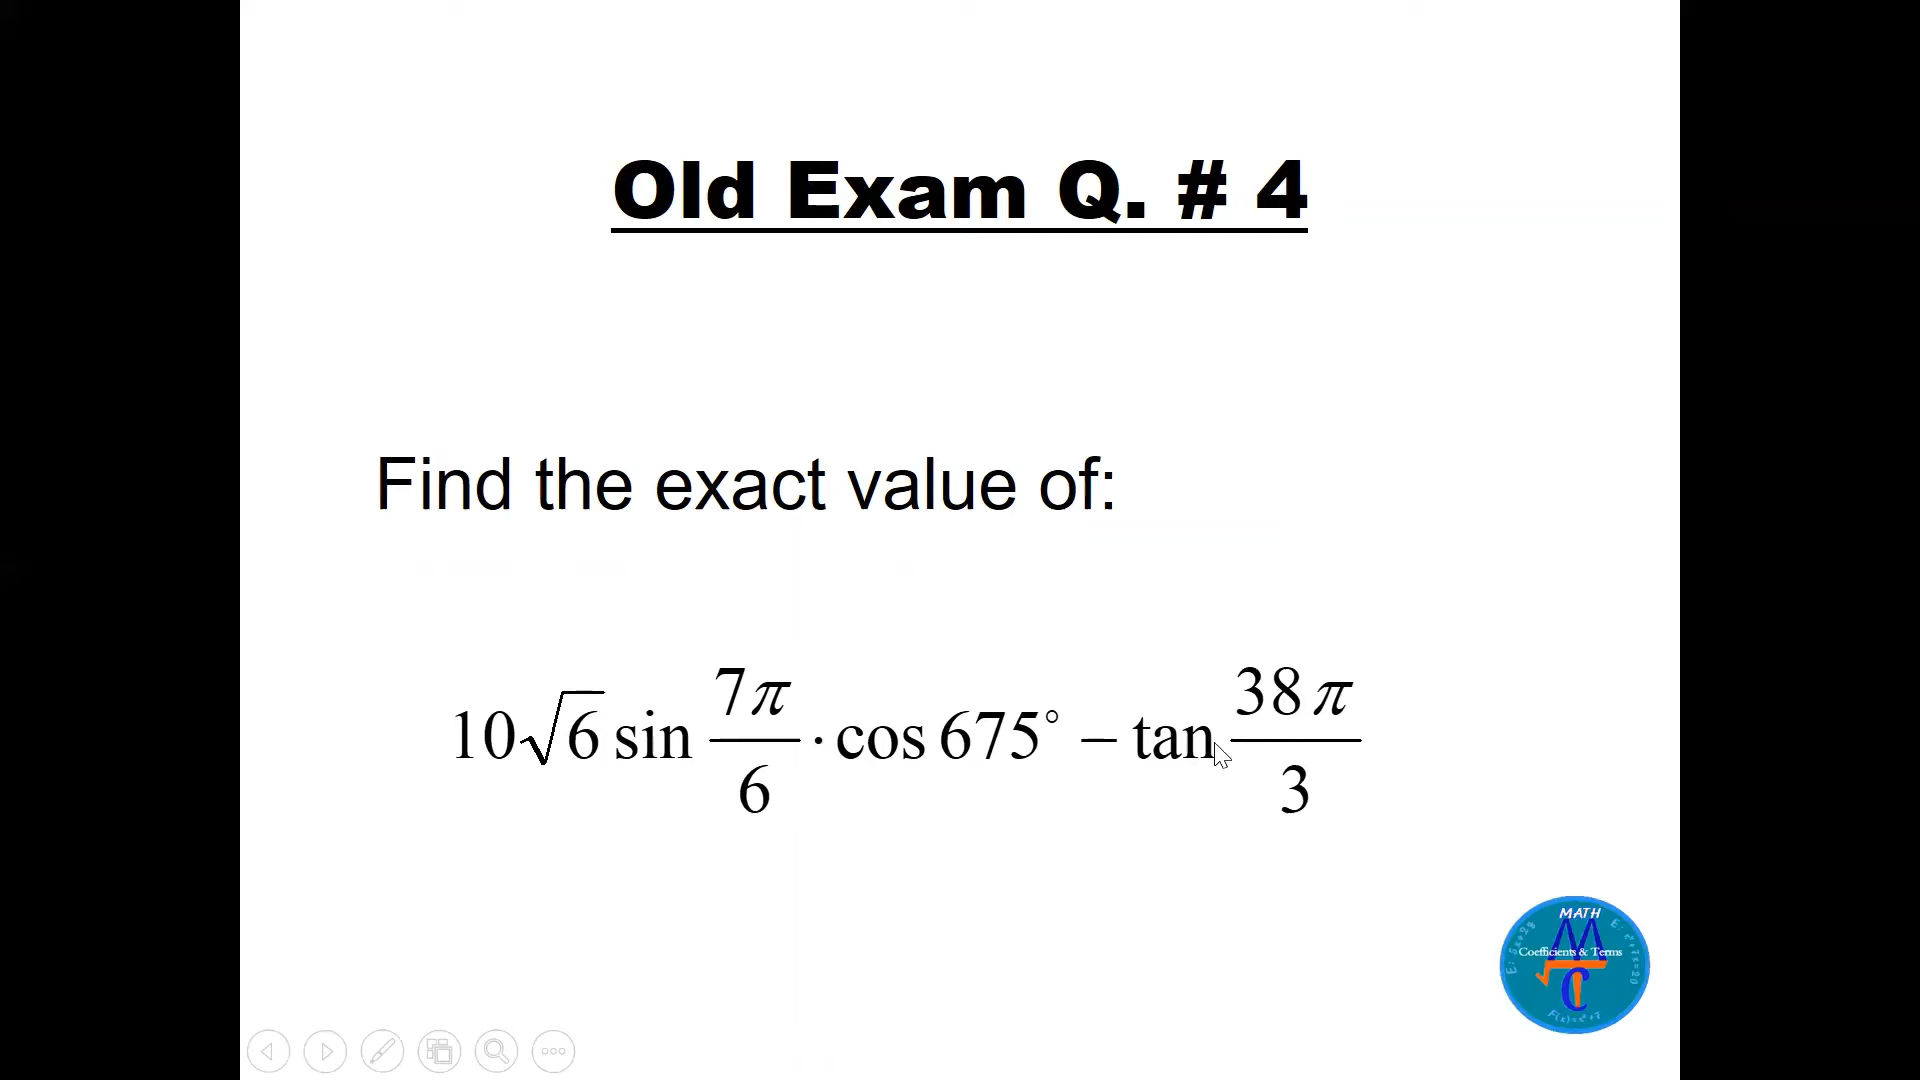 Old Exam Q. # 4
Find the exact value of:
10√6 sin 7π/6 · cos 675° − tan 38π/3
MATH
Coefficients & Terms